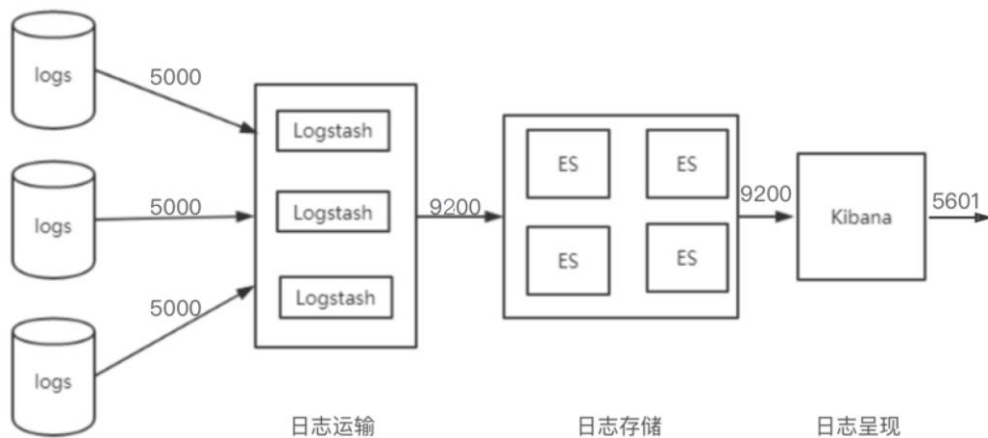 logs
5000
logs
5000
logs
5000
Logstash
Logstash
Logstash
9200
ES
ES
ES
ES
9200
Kibana
5601
日志运输
日志存储
日志呈现